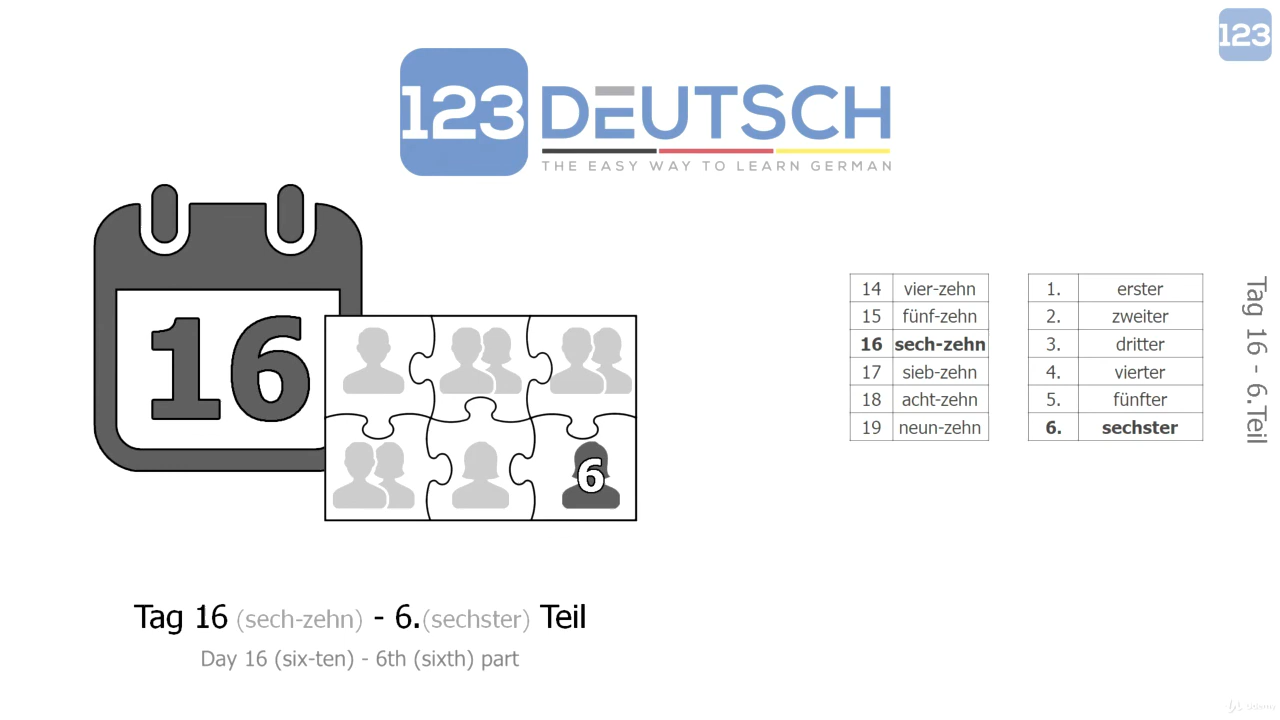 123
123 DEUTSCH
THE EASY WAY TO LEARN GERMAN
16
6
14 vier-zehn
15 fünf-zehn
16 sech-zehn
17 sieb-zehn
18 acht-zehn
19 neun-zehn
1. erster
2. zweiter
3. dritter
4. vierter
5. fünfter
6. sechster
Tag 16 - 6.Teil
Tag 16 (sech-zehn) - 6.(sechster) Teil
Day 16 (six-ten) - 6th (sixth) part